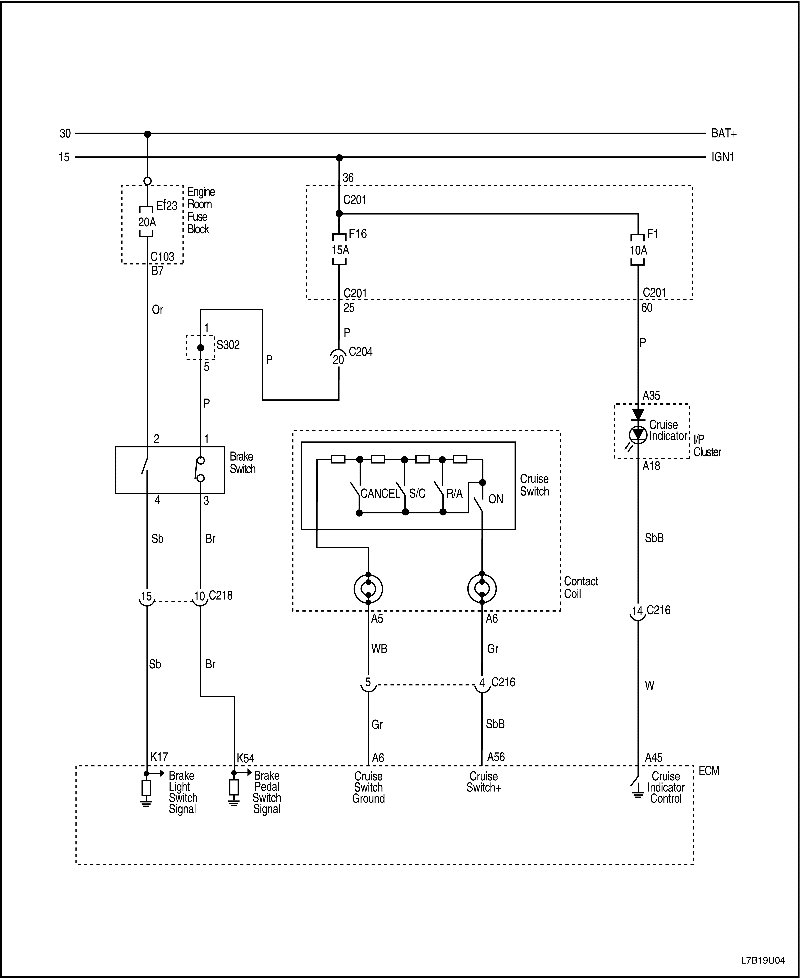 30
BAT+
15
IGN1
36
C201
Engine
Room
Fuse
Block
Ef23
20A
C103
B7
F16
15A
F1
10A
C201
25
C201
60
Or
1
S302
5
P
P
20
C204
P
P
A35
Cruise
Indicator
I/P
Cluster
A18
2
1
Brake
Switch
4
3
CANCEL
S/C
R/A
ON
Cruise
Switch
Sb
Br
SbB
15
10
C218
Contact
Coil
A5
A6
14
C216
WB
Gr
Sb
Br
5
4
C216
W
Gr
SbB
K17
K54
A6
A56
A45
ECM
Brake
Light
Switch
Signal
Brake
Pedal
Switch
Signal
Cruise
Switch
Ground
Cruise
Switch+
Cruise
Indicator
Control
L7B19U04